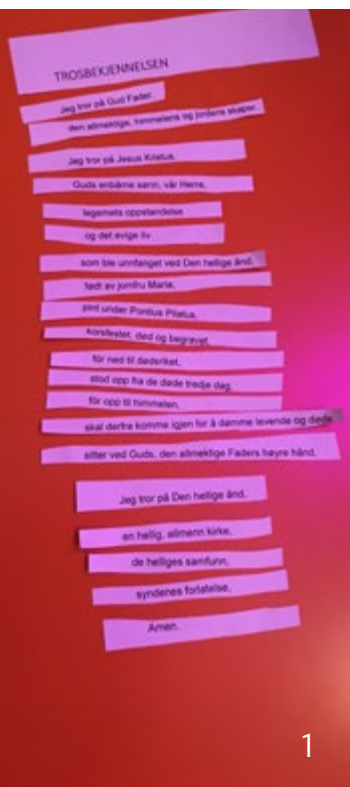 TROSBEKJENNELSEN
Jeg tror på Gud Fader,
den allmektige, himmelens og jordens skaper.
Jeg tror på Jesus Kristus,
Guds enbårne sønn, vår Herre,
legemets oppstandelse
og det evige liv.
som ble unnfanget ved Den hellige ånd,
født av jomfru Maria,
pint under Pontius Pilatus,
korsfestet, død og begravet,
fór ned til dødsriket,
stod opp fra de døde tredje dag,
fór opp til himmelen,
skal derfra komme igjen for å dømme levende og døde.
sitter ved Guds, den allmektige Faders høyre hånd,
Jeg tror på Den hellige ånd,
en hellig, allmenn kirke,
de helliges samfunn,
syndenes forlatelse,
Amen.
1